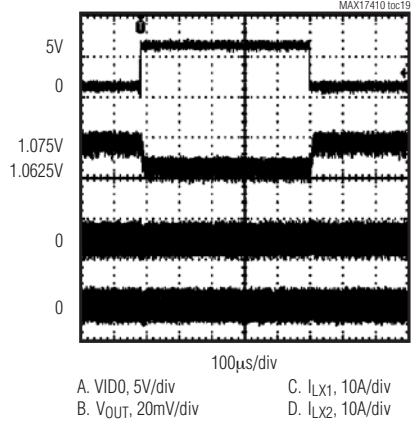 MAX17410 toc19
5V
0
1.075V
1.0625V
0
0
100μs/div
A. VID0, 5V/div
B. VOUT, 20mV/div
C. ILX1, 10A/div
D. ILX2, 10A/div